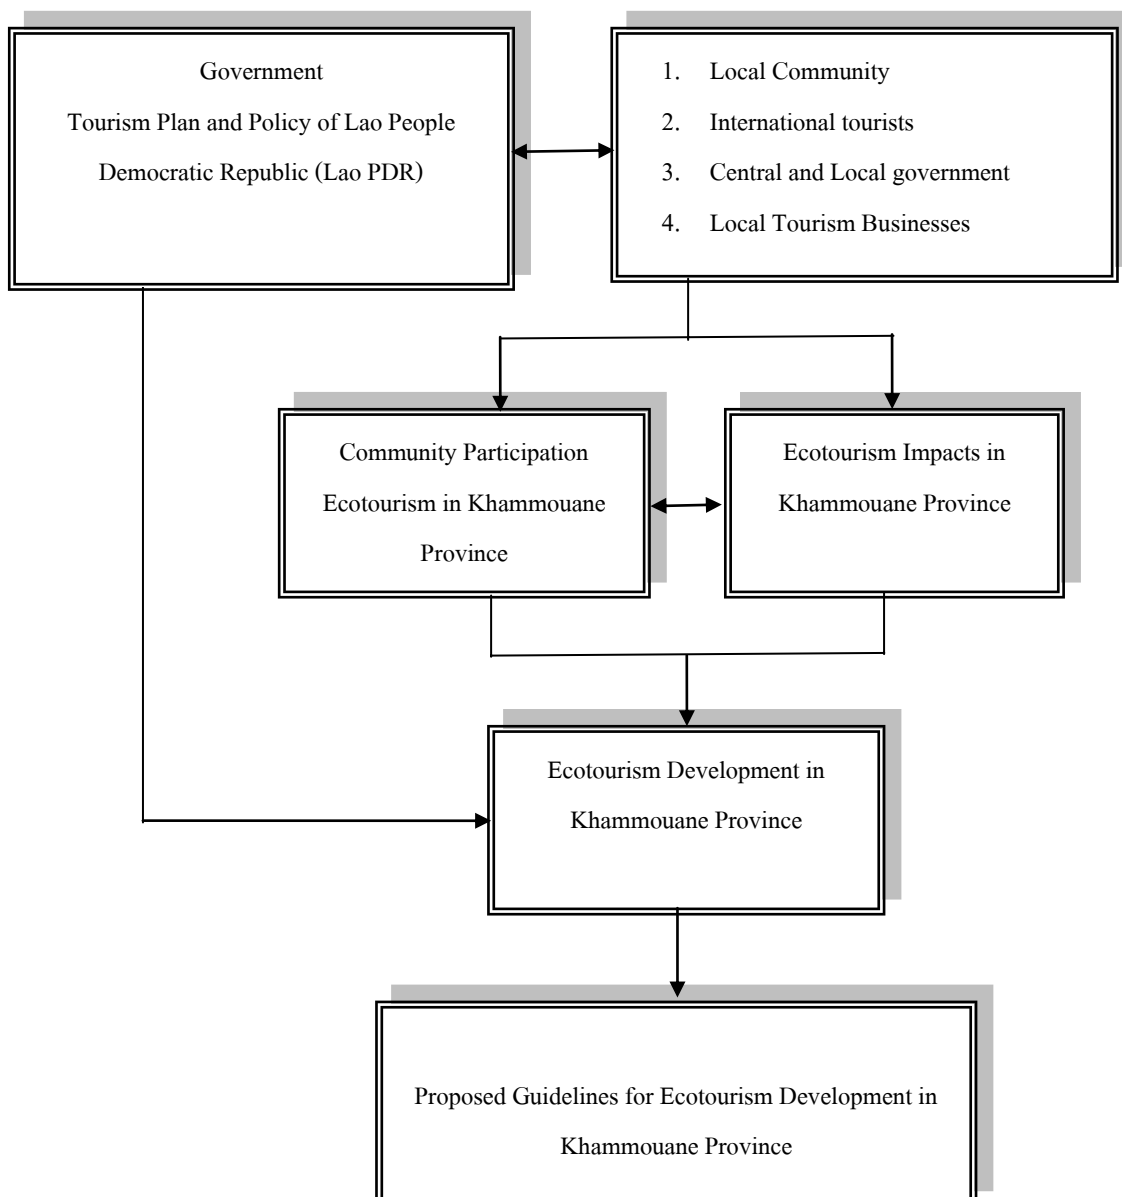 Government
Tourism Plan and Policy of Lao People
Democratic Republic (Lao PDR)
1. Local Community
2. International tourists
3. Central and Local government
4. Local Tourism Businesses
Community Participation
Ecotourism in Khammouane
Province
Ecotourism Impacts in
Khammouane Province
Ecotourism Development in
Khammouane Province
Proposed Guidelines for Ecotourism Development in
Khammouane Province